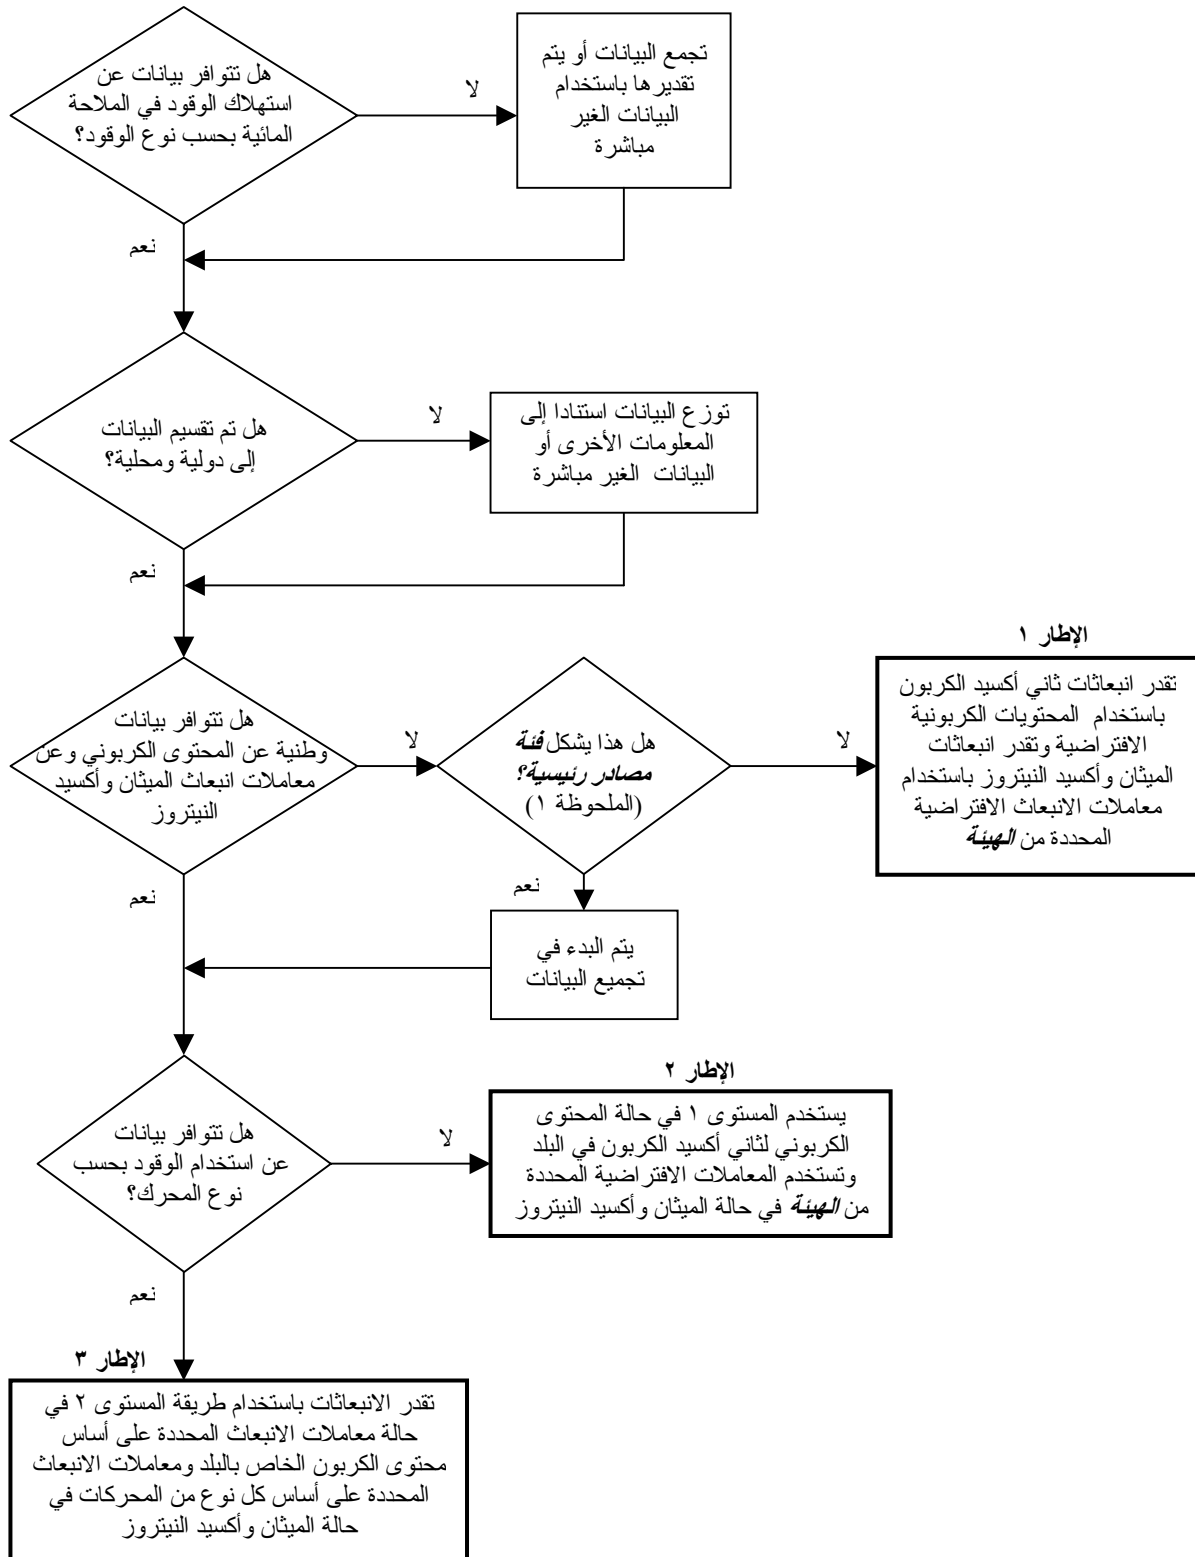 هل تتوافر بيانات عن
استهلاك الوقود في الملاحة
المائية بحسب نوع الوقود؟
لا
تجمع البيانات أو يتم
تقديرها باستخدام
البيانات الغير
مباشرة
نعم
هل تم تقسيم البيانات
إلى دولية ومحلية؟
لا
توزع البيانات استنادا إلى
المعلومات الأخرى أو
البيانات الغير مباشرة
نعم
هل تتوافر بيانات
وطنية عن المحتوى الكربوني وعن
معاملات انبعاث الميثان وأكسيد
النيتروز
لا
هل هذا يشكل فئة
مصادر رئيسية؟
(الملحوظة ١)
لا
الإطار ١
تقدر انبعاثات ثاني أكسيد الكربون
باستخدام المحتويات الكربونية
الافتراضية وتقدر انبعاثات
الميثان وأكسيد النيتروز باستخدام
معاملات الانبعاث الافتراضية
المحددة من الهيئة
نعم
نعم
يتم البدء في
تجميع البيانات
هل تتوافر بيانات
عن استخدام الوقود بحسب
نوع المحرك؟
لا
الإطار ٢
يستخدم المستوى ١ في حالة المحتوى
الكربوني لثاني أكسيد الكربون في البلد
وتستخدم المعاملات الافتراضية المحددة
من الهيئة في حالة الميثان وأكسيد النيتروز
نعم
الإطار ٣
تقدر الانبعاثات باستخدام طريقة المستوى ٢ في
حالة معاملات الانبعاث المحددة على أساس
محتوى الكربون الخاص بالبلد ومعاملات الانبعاث
المحددة على أساس كل نوع من المحركات في
حالة الميثان وأكسيد النيتروز